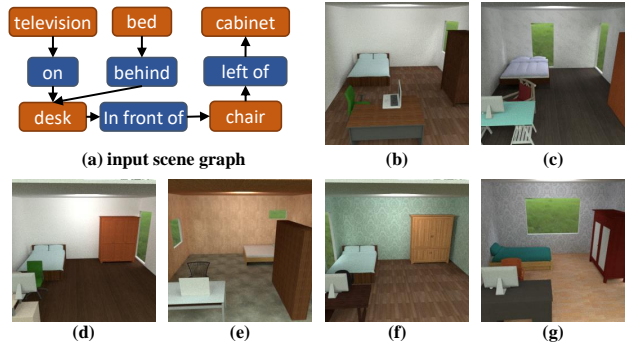 television bed cabinet
on behind left of
desk In front of chair
(a) input scene graph
(b) (c)
(d) (e) (f) (g)